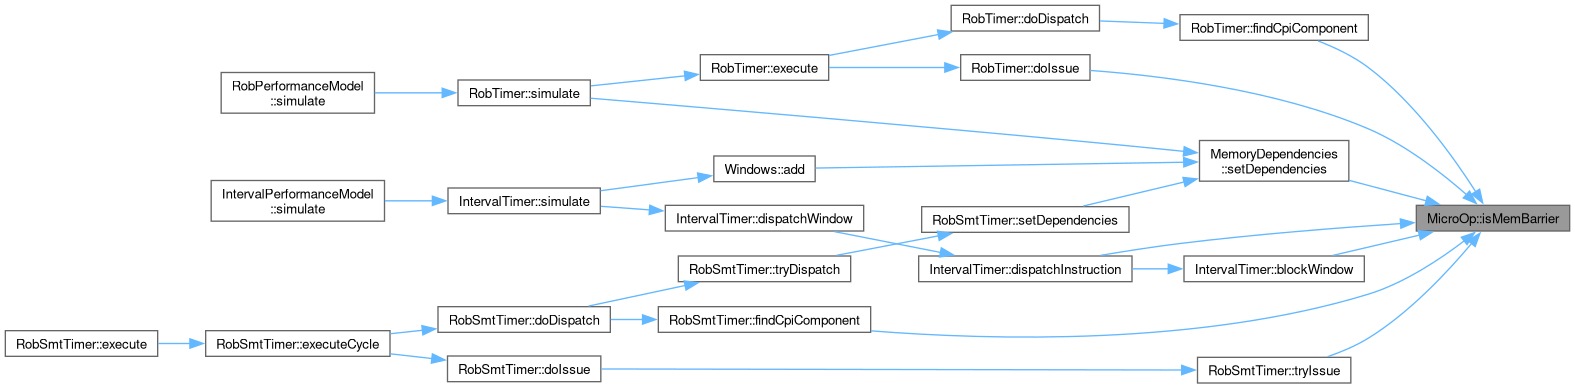 RobTimer::doDispatch
RobTimer::findCpiComponent
RobTimer::execute
RobTimer::doIssue
RobPerformanceModel
::simulate
RobTimer::simulate
MemoryDependencies
::setDependencies
Windows::add
IntervalPerformanceModel
::simulate
IntervalTimer::simulate
IntervalTimer::dispatchWindow
RobSmtTimer::setDependencies
MicroOp::isMemBarrier
RobSmtTimer::tryDispatch
IntervalTimer::dispatchInstruction
IntervalTimer::blockWindow
RobSmtTimer::doDispatch
RobSmtTimer::findCpiComponent
RobSmtTimer::execute
RobSmtTimer::executeCycle
RobSmtTimer::doIssue
RobSmtTimer::tryIssue